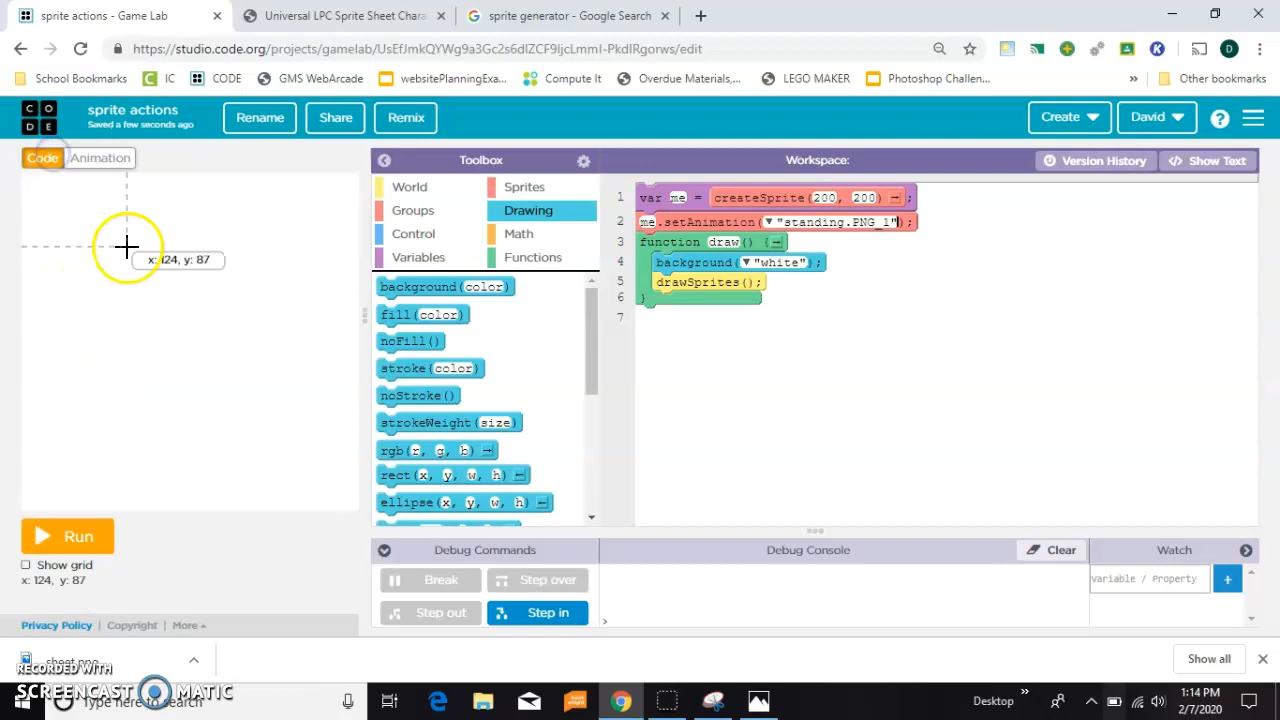 sprite actions - Game Lab
Universal LPC Sprite Sheet Chara
sprite generator - Google Search
https://studio.code.org/projects/gamelab/UsEfJmkQYWg9a3Gc2s6dlZCF9ljcLmmI-PkdlRgorws/edit
D
School Bookmarks
IC
CODE
GMS WebArcade
websitePlanningExa...
Compute It
Overdue Materials,...
LEGO MAKER
Photoshop Challen...
»
Other bookmarks
C O
D E
sprite actions
Saved a few seconds ago
Rename
Share
Remix
Create
David
?
Code
Animation
Toolbox
Workspace:
Version History
</> Show Text
World
Sprites
Groups
Drawing
Control
Math
Variables
Functions
1 var me = createSprite(200, 200);
2 me.setAnimation("standing.PNG_1");
3 function draw() {
4 background("white");
5 drawSprites();
6 }
7
x: 124, y: 87
background(color)
fill(color)
noFill()
stroke(color)
noStroke()
strokeWeight(size)
rgb(r, g, b)
rect(x, y, w, h)
ellipse(x, y, w, h)
Run
Show grid
x: 124, y: 87
Debug Commands
Debug Console
Clear
Watch
Break
Step over
Step out
Step in
variable / Property
+
>
Privacy Policy | Copyright | More
sheet.png
Show all
RECORDED WITH
SCREENCAST MATIC
Type here to search
Desktop
»
1:14 PM
2/7/2020